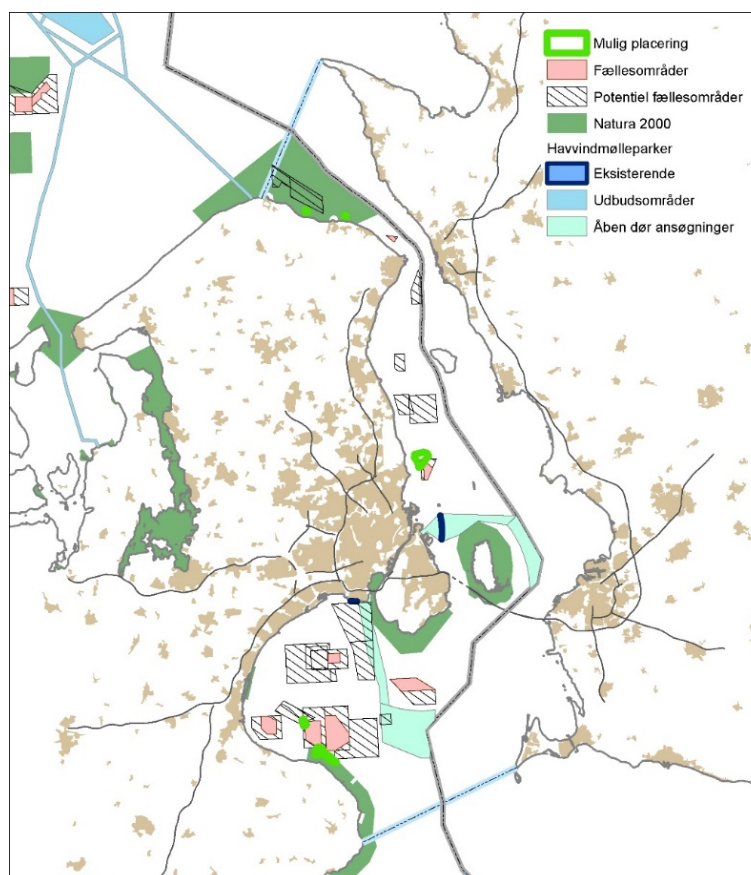 Mulig placering
Fællesområder
Potentiel fællesområder
Natura 2000
Havvindmølleparker
Eksisterende
Udbudsområder
Åben dør ansøgninger